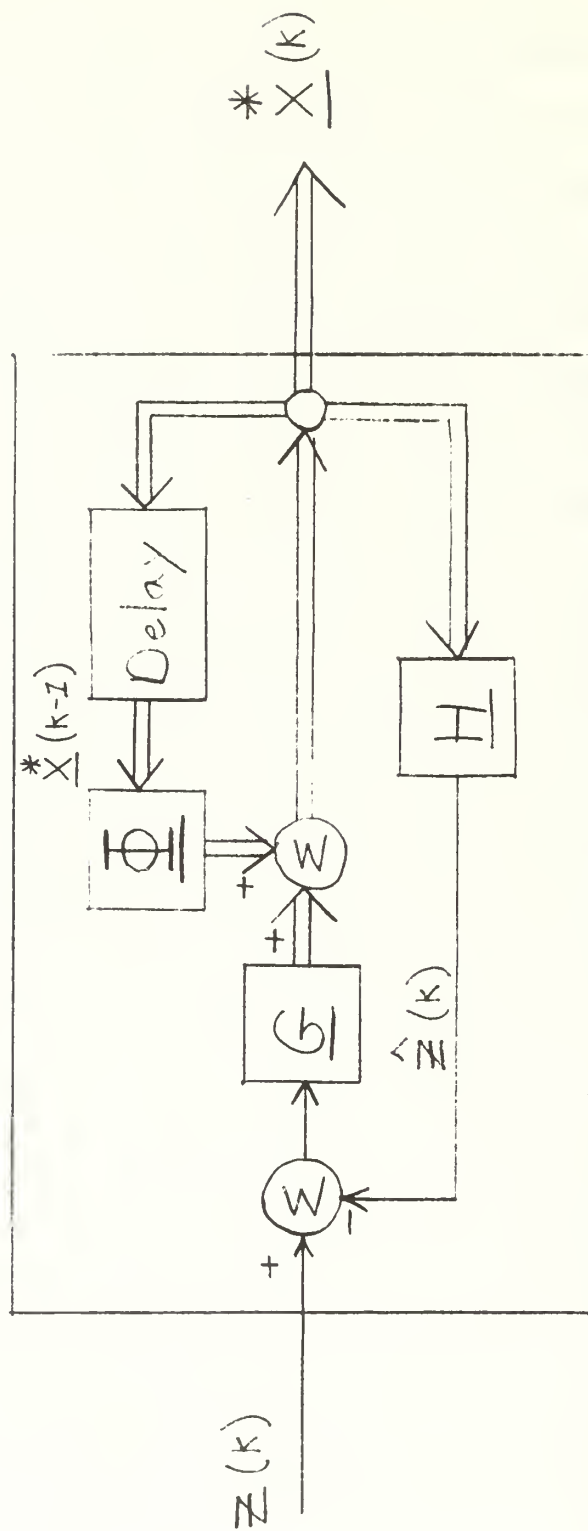 Z(k)
+
-
Σ
G
+
+
Σ
Φ
X*(k-1)
Delay
Ẑ(k)
H
X*(k)